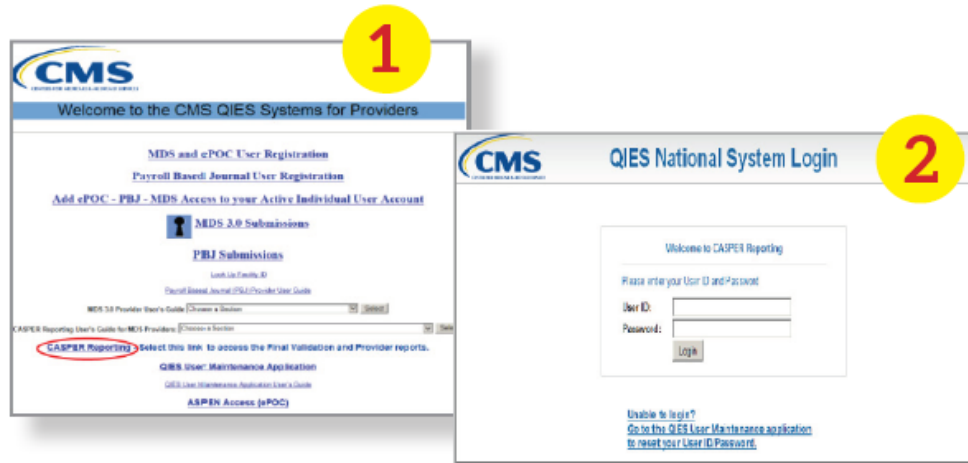 1
CMS
Welcome to the CMS QIES Systems for Providers
MDS and ePOC User Registration
Payroll Based Journal User Registration
Add ePOC - PBJ - MDS Access to your Active Individual User Account
MDS 3.0 Submissions
PBJ Submissions
Look Up Facility ID
Payroll Based Journal (PBJ) Provider User Guide
MDS 3.0 Provider User's Guide Choose a Section Select
CASPER Reporting User's Guide for MDS Providers: Choose a Section
CASPER Reporting Select this link to access the Final Validation and Provider reports.
QIES User Maintenance Application
QIES User Maintenance Application User's Guide
ASPEN Access (ePOC)
2
CMS
QIES National System Login
Welcome to CASPER Reporting
Please enter your User ID and Password
User ID:
Password:
Login
Unable to login?
Go to the QIES User Maintenance application
to reset your User ID/Password.